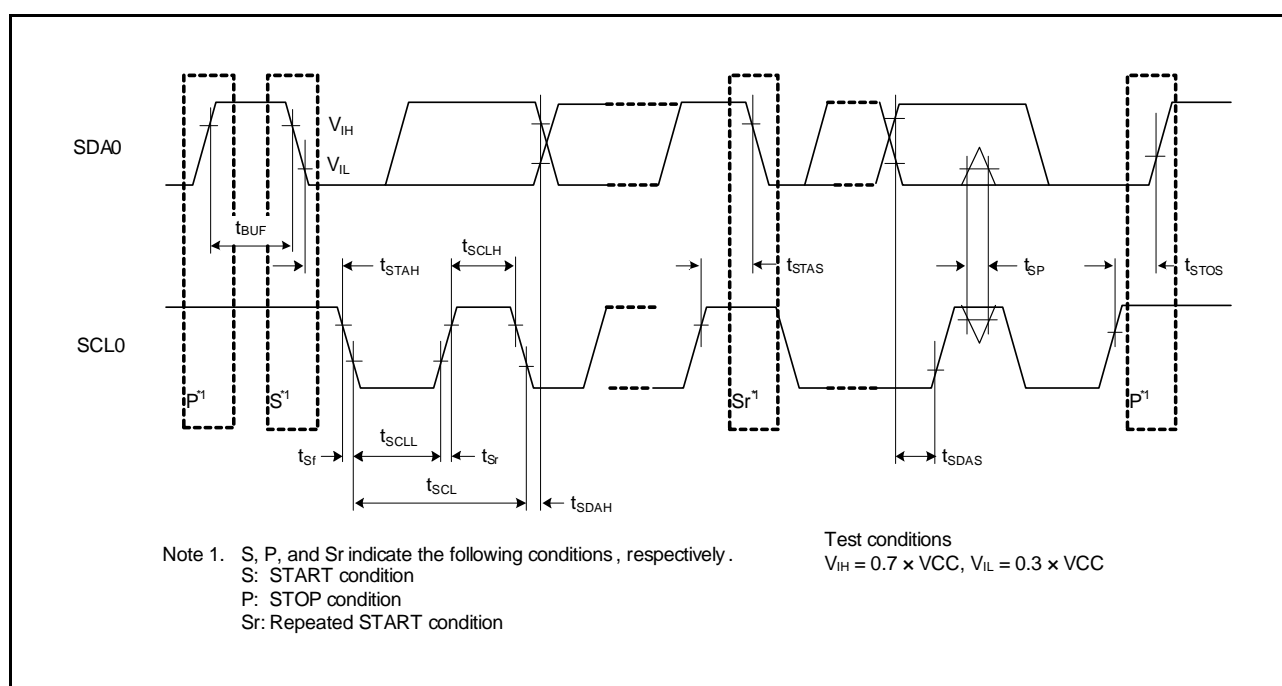 SDA0
VIH
VIL
tBUF
tSTAH
tSCLH
tSTAS
tSP
tSTOS
SCL0
P*1
S*1
Sr*1
P*1
tSf
tSCLL
tSr
tSCL
tSDAH
tSDAS
Note 1. S, P, and Sr indicate the following conditions, respectively.
S: START condition
P: STOP condition
Sr: Repeated START condition
Test conditions
VIH = 0.7 × VCC, VIL = 0.3 × VCC